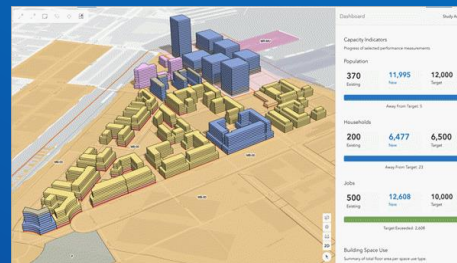 Dashboard
Study A
Capacity Indicators
Progress of selected performance measurements
Population
370 11,995 12,000
Existing New Target
Away From Target: 5
Households
200 6,477 6,500
Existing New Target
Away From Target: 23
Jobs
500 12,608 10,000
Existing New Target
Target Exceeded: 2,608
Building Space Use
Summary of total floor area per space use type